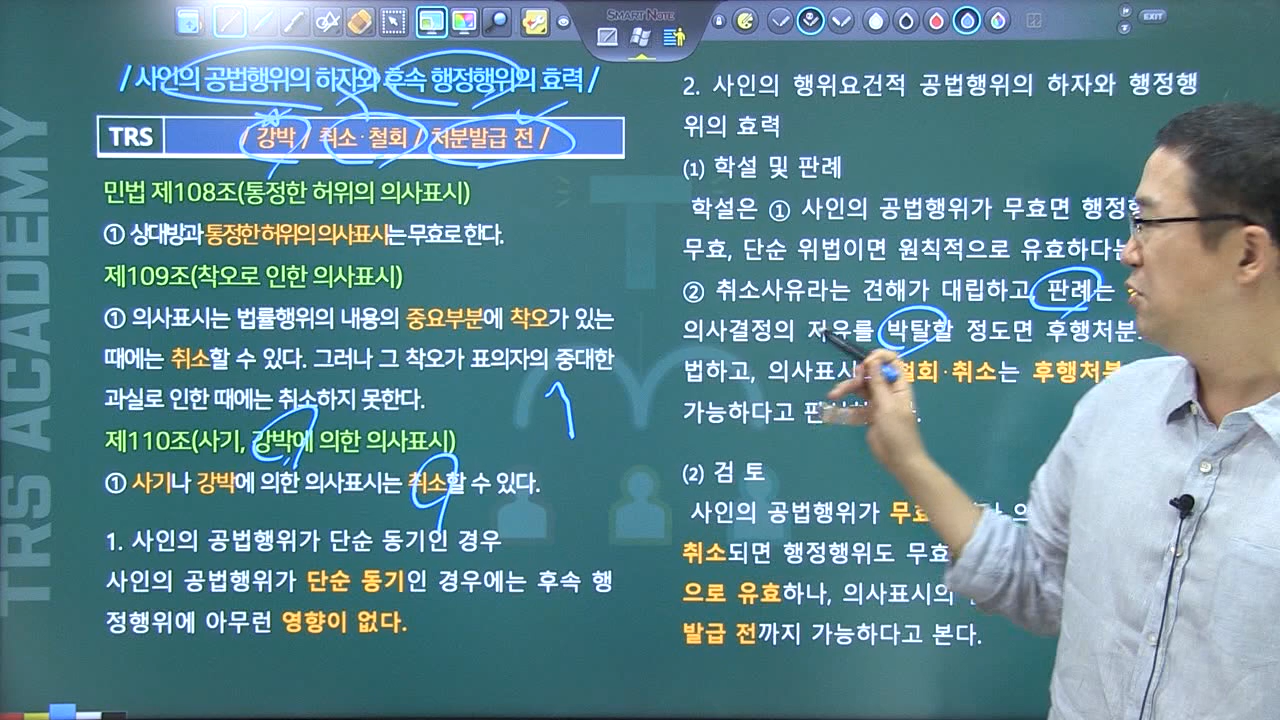 SMARTNOTE
EXIT
TRS ACADEMY
/ 사인의 공법행위의 하자와 후속 행정행위의 효력 /
TRS / 강박 / 취소·철회 / 처분발급 전 /
민법 제108조(통정한 허위의 의사표시)
① 상대방과 통정한 허위의 의사표시는 무효로 한다.
제109조(착오로 인한 의사표시)
① 의사표시는 법률행위의 내용의 중요부분에 착오가 있는
때에는 취소할 수 있다. 그러나 그 착오가 표의자의 중대한
과실로 인한 때에는 취소하지 못한다.
제110조(사기, 강박에 의한 의사표시)
① 사기나 강박에 의한 의사표시는 취소할 수 있다.
1. 사인의 공법행위가 단순 동기인 경우
사인의 공법행위가 단순 동기인 경우에는 후속 행
정행위에 아무런 영향이 없다.
2. 사인의 행위요건적 공법행위의 하자와 행정행
위의 효력
(1) 학설 및 판례
학설은 ① 사인의 공법행위가 무효면
무효, 단순 위법이면 원칙적으로 유효하다는
② 취소사유라는 견해가 대립하고, 판례는
의사결정의 자유를 박탈할 정도면 후행처분
법하고, 의사표시 철회·취소는 후행처분
가능하다고
(2) 검 토
사인의 공법행위가 무효
취소되면 행정행위도 무효
으로 유효하나, 의사표시의
발급 전까지 가능하다고 본다.